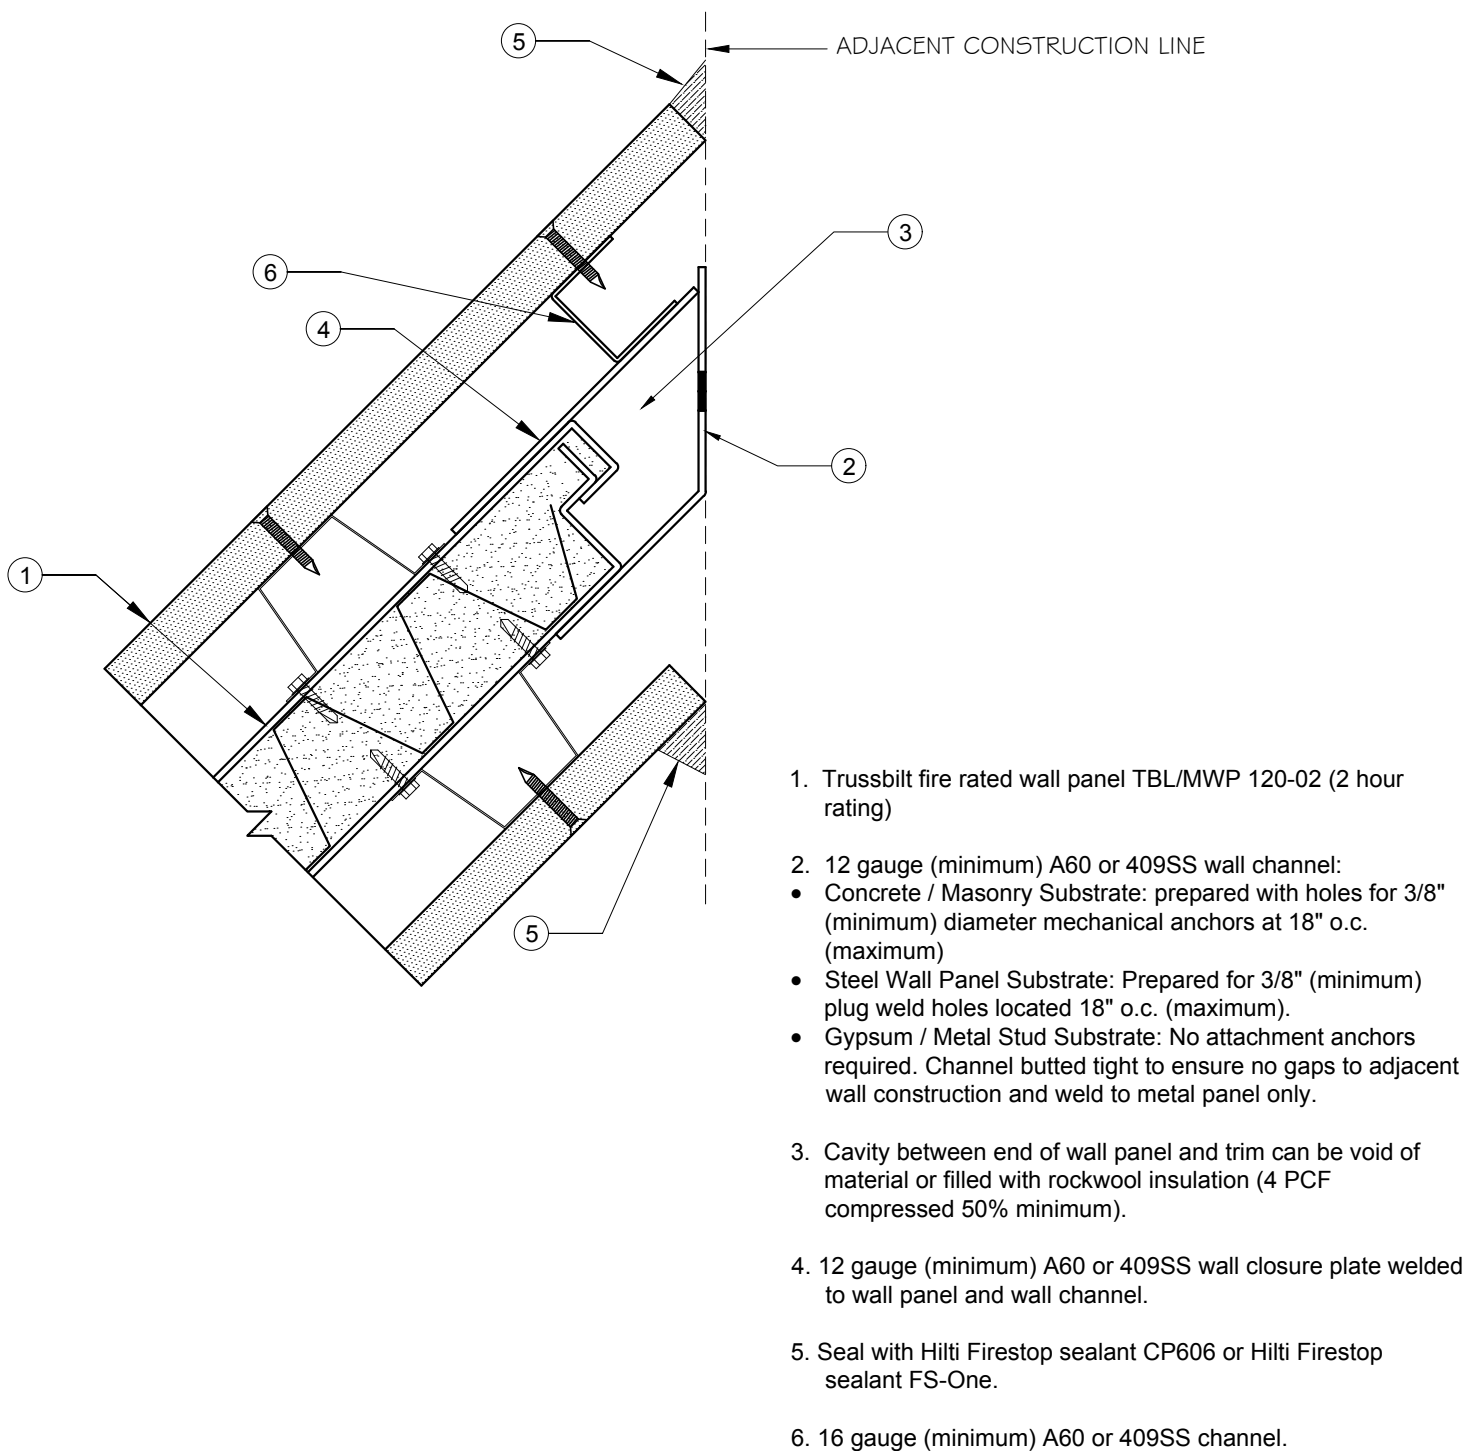 5
ADJACENT CONSTRUCTION LINE
3
6
4
2
1
5
1. Trussbilt fire rated wall panel TBL/MWP 120-02 (2 hour
rating)
2. 12 gauge (minimum) A60 or 409SS wall channel:
• Concrete / Masonry Substrate: prepared with holes for 3/8"
(minimum) diameter mechanical anchors at 18" o.c.
(maximum)
• Steel Wall Panel Substrate: Prepared for 3/8" (minimum)
plug weld holes located 18" o.c. (maximum).
• Gypsum / Metal Stud Substrate: No attachment anchors
required. Channel butted tight to ensure no gaps to adjacent
wall construction and weld to metal panel only.
3. Cavity between end of wall panel and trim can be void of
material or filled with rockwool insulation (4 PCF
compressed 50% minimum).
4. 12 gauge (minimum) A60 or 409SS wall closure plate welded
to wall panel and wall channel.
5. Seal with Hilti Firestop sealant CP606 or Hilti Firestop
sealant FS-One.
6. 16 gauge (minimum) A60 or 409SS channel.